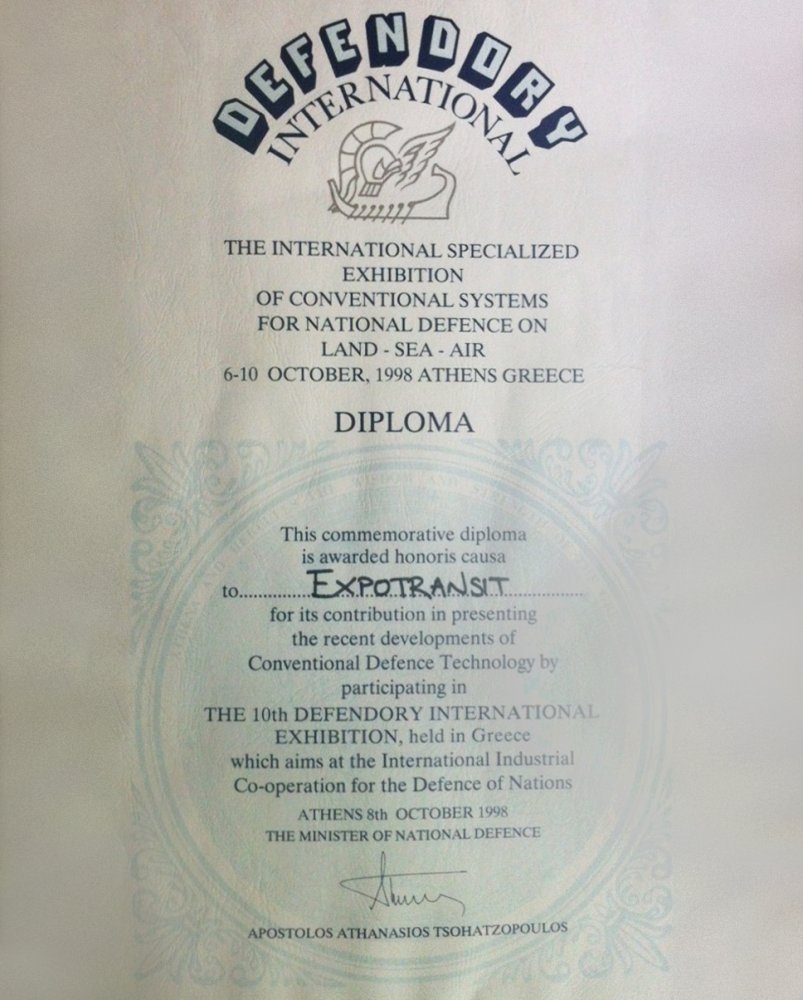 DEFENDORY
INTERNATIONAL
THE INTERNATIONAL SPECIALIZED
EXHIBITION
OF CONVENTIONAL SYSTEMS
FOR NATIONAL DEFENCE ON
LAND - SEA - AIR
6-10 OCTOBER, 1998 ATHENS GREECE
DIPLOMA
This commemorative diploma
is awarded honoris causa
to...............EXPOTRANSIT...............
for its contribution in presenting
the recent developments of
Conventional Defence Technology by
participating in
THE 10th DEFENDORY INTERNATIONAL
EXHIBITION, held in Greece
which aims at the International Industrial
Co-operation for the Defence of Nations
ATHENS 8th OCTOBER 1998
THE MINISTER OF NATIONAL DEFENCE
APOSTOLOS ATHANASIOS TSOHATZOPOULOS